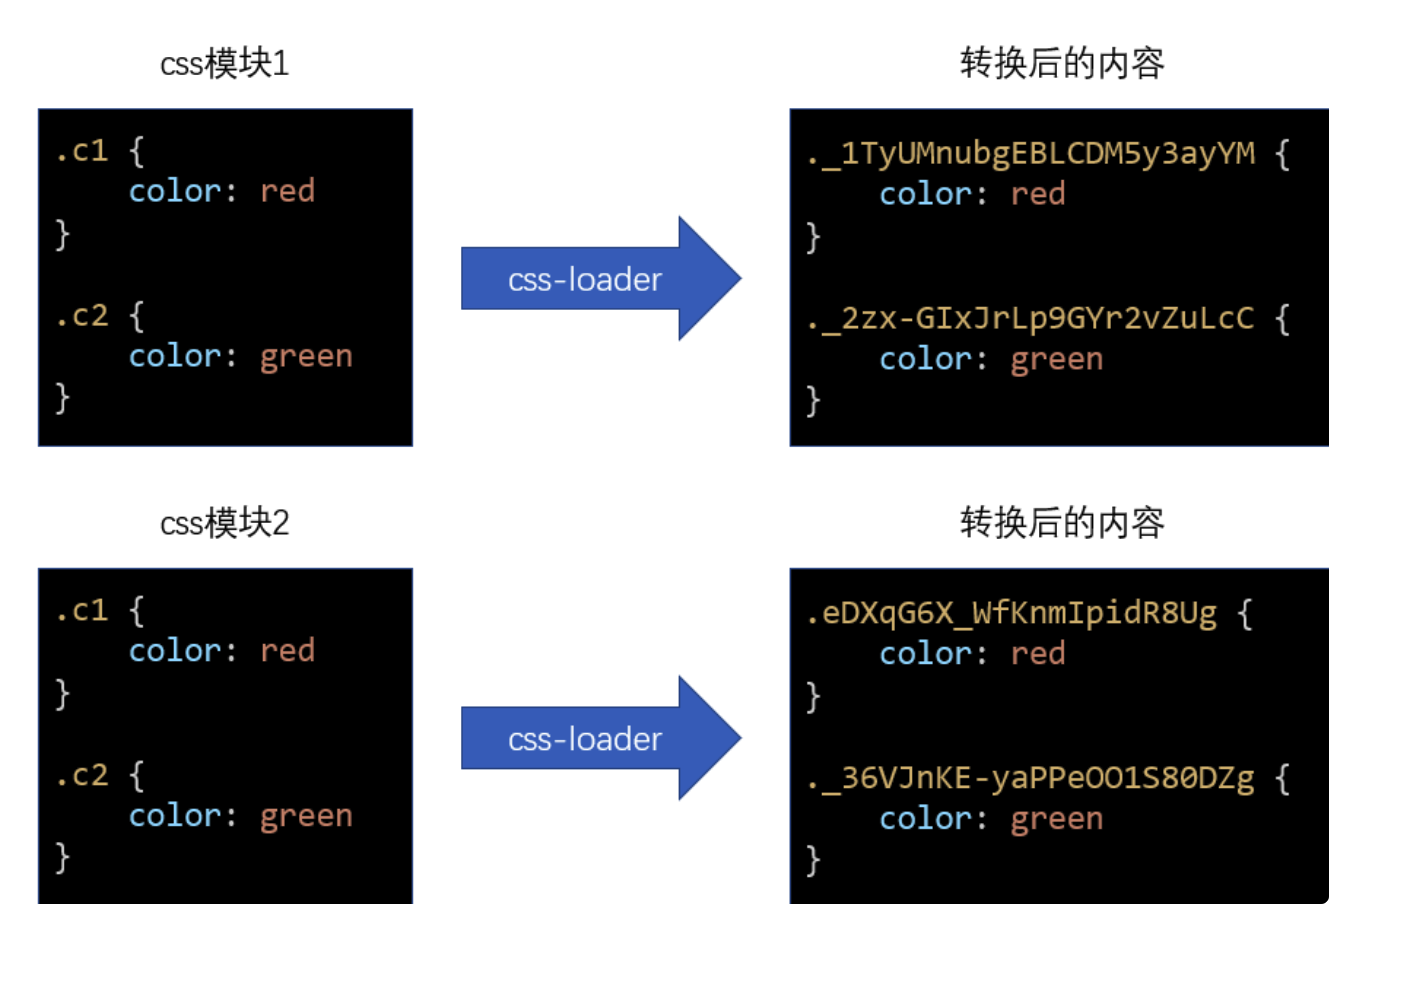 css模块1
转换后的内容
.c1 {
    color: red
}
.c2 {
    color: green
}
css-loader
._1TyUMnubgEBLCDM5y3ayYM {
    color: red
}
._2zx-GIxJrLp9GYr2vZuLcC {
    color: green
}
css模块2
转换后的内容
.c1 {
    color: red
}
.c2 {
    color: green
}
css-loader
.eDXqG6X_WfKnmIpidR8Ug {
    color: red
}
._36VJnKE-yaPPeOO1S80DZg {
    color: green
}